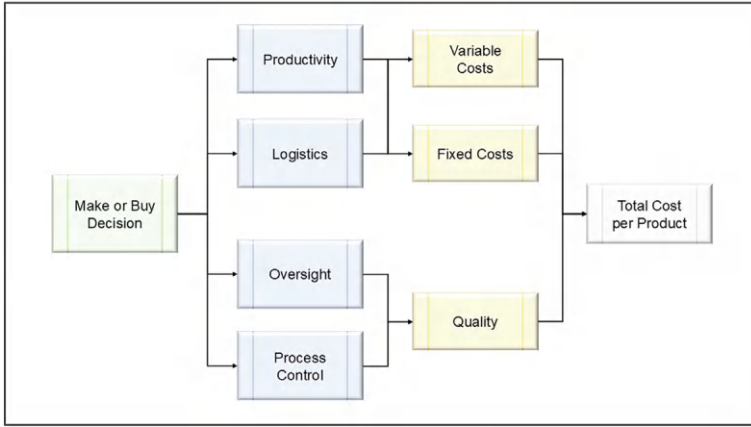 Make or Buy
Decision
Productivity
Logistics
Oversight
Process
Control
Variable
Costs
Fixed Costs
Quality
Total Cost
per Product